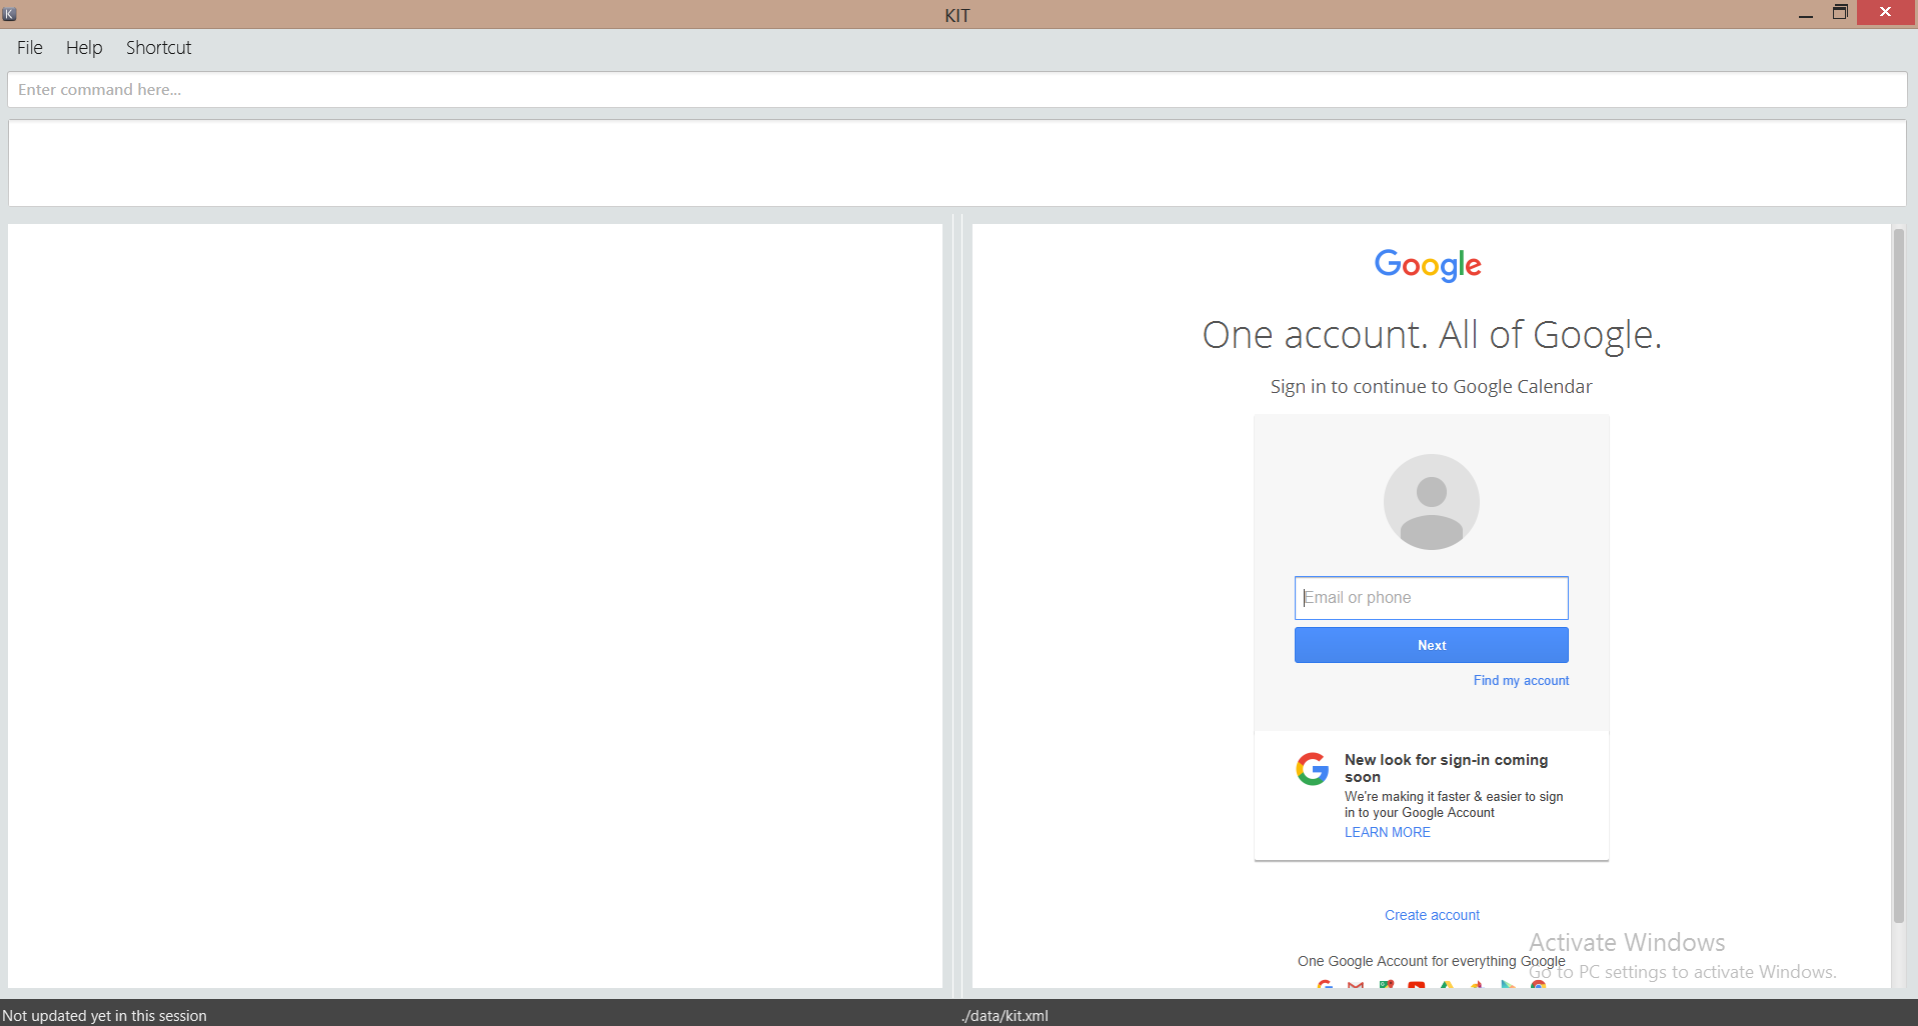 K
KIT
File Help Shortcut
Enter command here...
Google
One account. All of Google.
Sign in to continue to Google Calendar
Email or phone
Next
Find my account
New look for sign-in coming
soon
We're making it faster & easier to sign
in to your Google Account
LEARN MORE
Create account
Activate Windows
One Google Account for everything Google
Go to PC settings to activate Windows.
Not updated yet in this session
./data/kit.xml